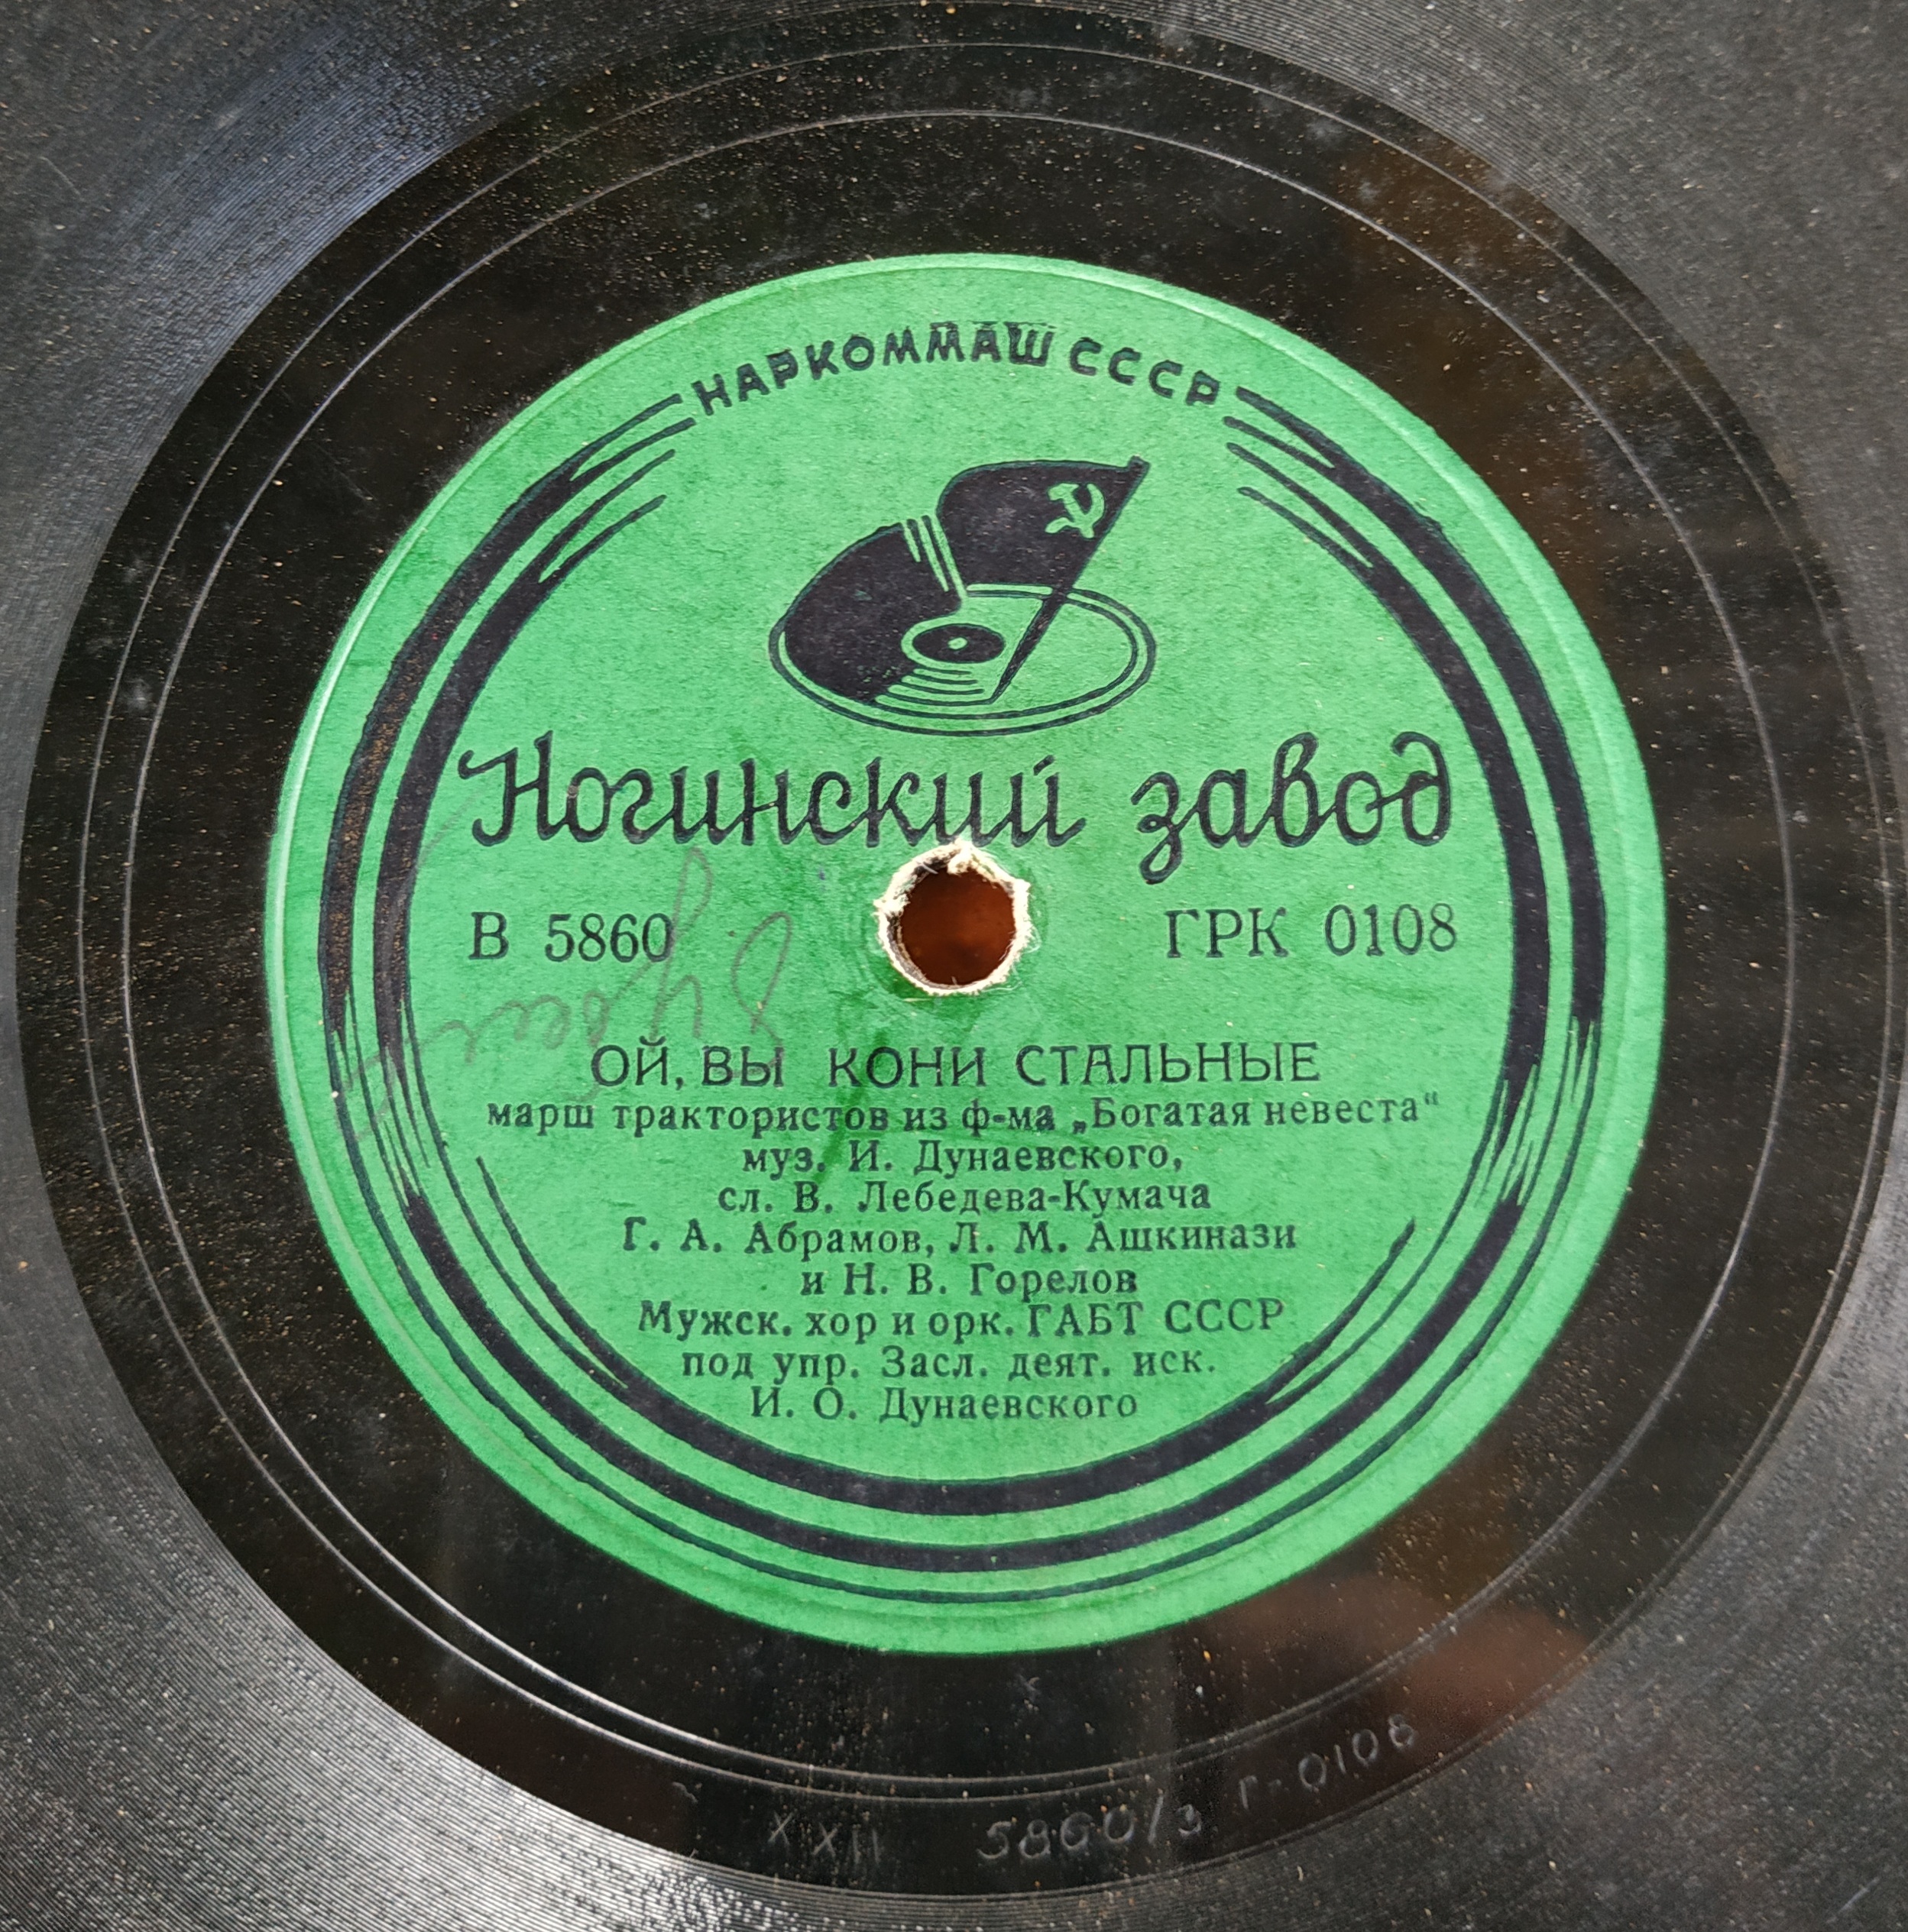 НАРКОММАШ СССР
Ногинский завод
В 5860 ГРК 0108
ОЙ, ВЫ КОНИ СТАЛЬНЫЕ
марш трактористов из ф-ма „Богатая невеста“
муз. И. Дунаевского,
сл. В. Лебедева-Кумача
Г. А. Абрамов, Л. М. Ашкинази
и Н. В. Горелов
Мужск. хор и орк. ГАБТ СССР
под упр. Засл. деят. иск.
И. О. Дунаевского
XXII 5860/3 Г-0108